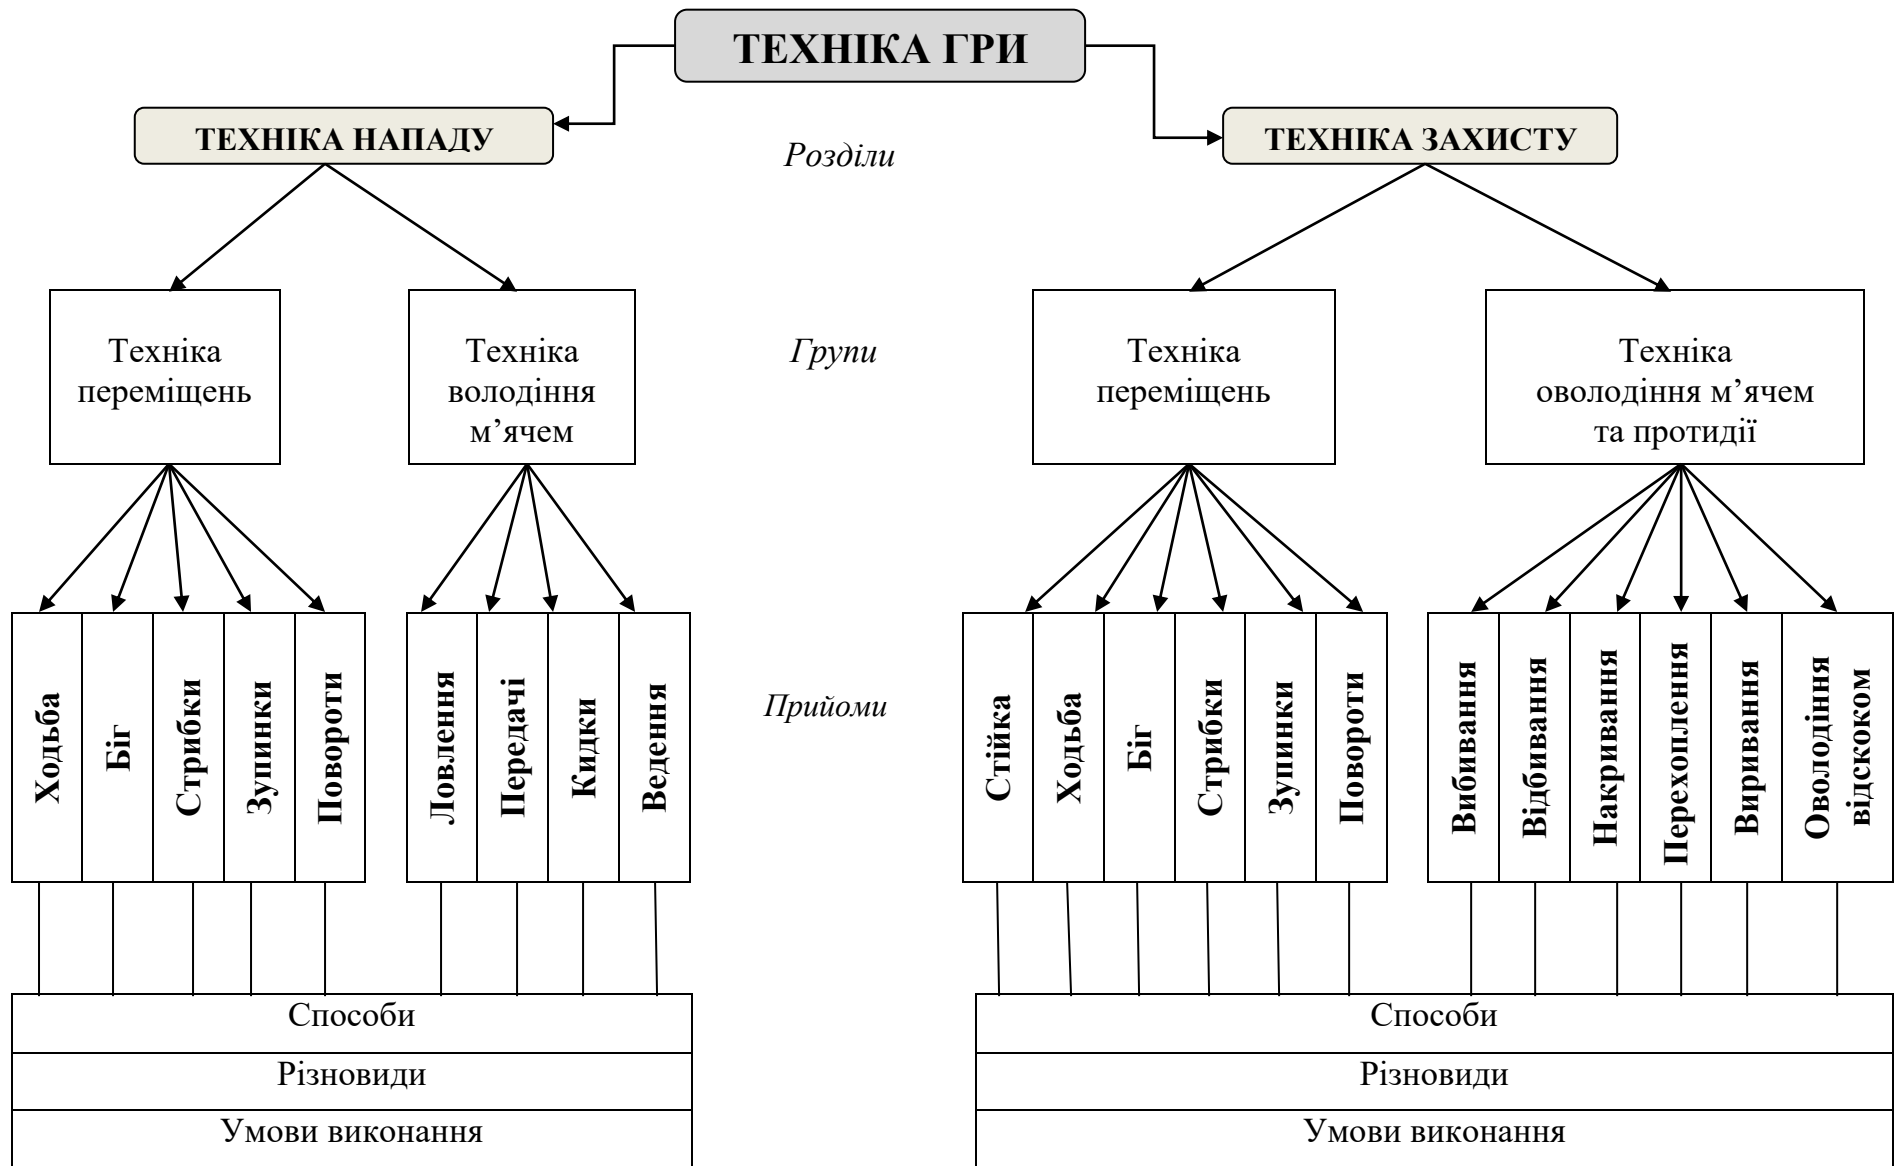 ТЕХНІКА ГРИ
ТЕХНІКА НАПАДУ
Розділи
ТЕХНІКА ЗАХИСТУ
Техніка
переміщень
Техніка
володіння
м’ячем
Групи
Техніка
переміщень
Техніка
оволодіння м’ячем
та протидії
Ходьба
Біг
Стрибки
Зупинки
Повороти
Ловлення
Передачі
Кидки
Ведення
Прийоми
Стійка
Ходьба
Біг
Стрибки
Зупинки
Повороти
Вибивання
Відбивання
Накривання
Перехоплення
Виривання
Оволодіння
відскоком
Способи
Різновиди
Умови виконання
Способи
Різновиди
Умови виконання